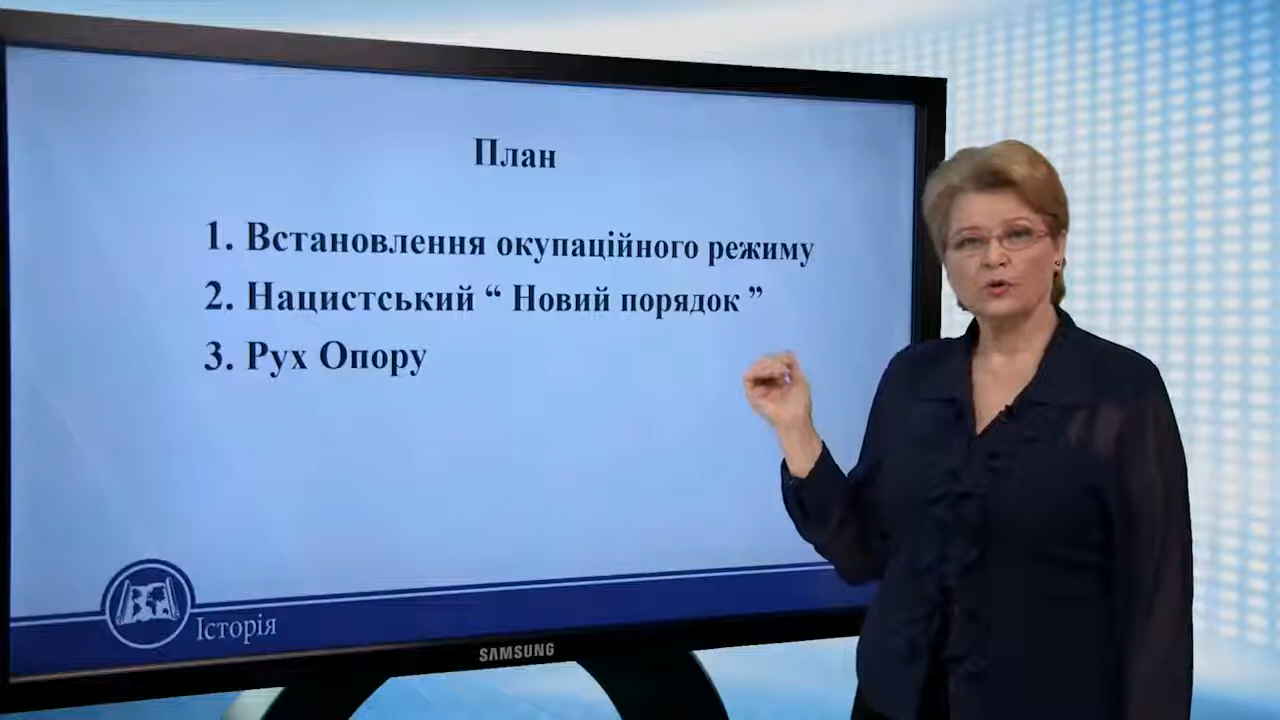 План
1. Встановлення окупаційного режиму
2. Нацистський “ Новий порядок ”
3. Рух Опору
Історія
SAMSUNG